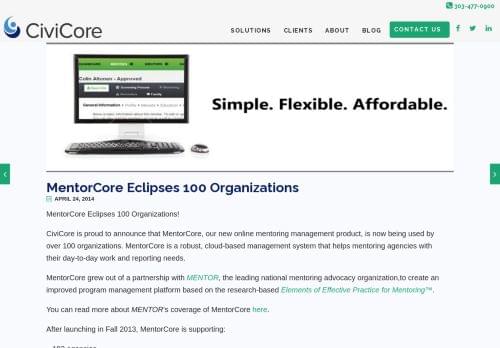 303-477-0900
CiviCore
SOLUTIONS CLIENTS ABOUT BLOG CONTACT US
Colin Altonen - Approved
Simple. Flexible. Affordable.
MentorCore Eclipses 100 Organizations
APRIL 24, 2014
MentorCore Eclipses 100 Organizations!
CiviCore is proud to announce that MentorCore, our new online mentoring management product, is now being used by
over 100 organizations. MentorCore is a robust, cloud-based management system that helps mentoring agencies with
their day-to-day work and reporting needs.
MentorCore grew out of a partnership with MENTOR, the leading national mentoring advocacy organization,to create an
improved program management platform based on the research-based Elements of Effective Practice for Mentoring™.
You can read more about MENTOR's coverage of MentorCore here.
After launching in Fall 2013, MentorCore is supporting: